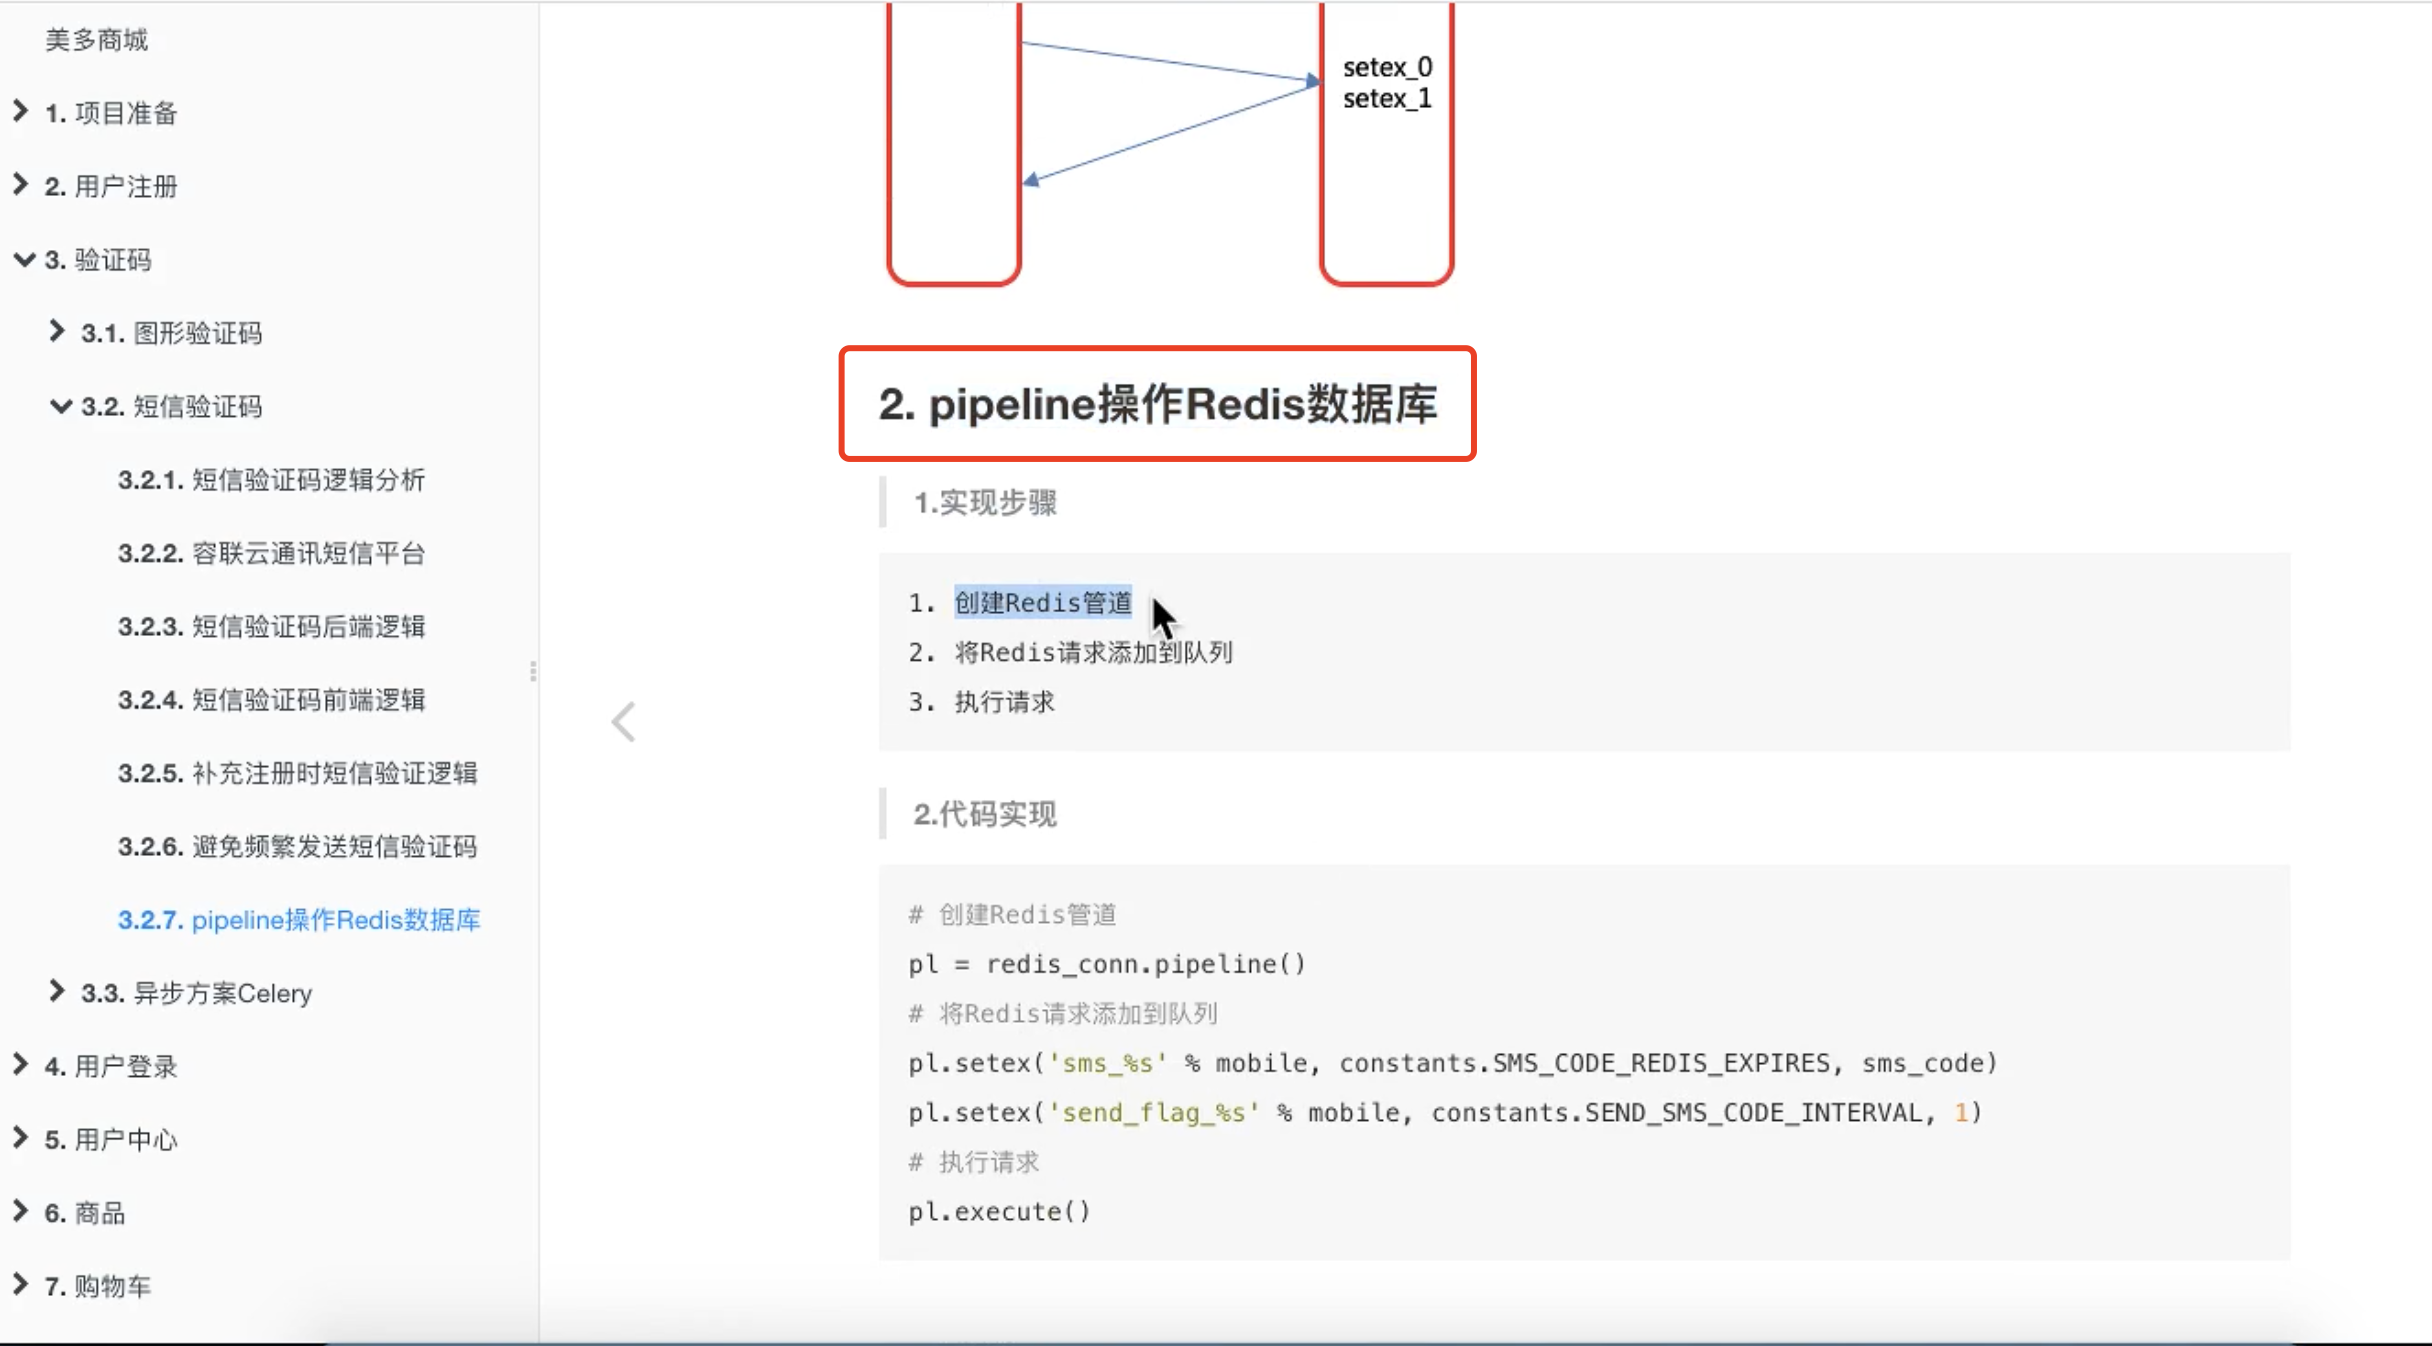 美多商城
1. 项目准备
2. 用户注册
3. 验证码
3.1. 图形验证码
3.2. 短信验证码
3.2.1. 短信验证码逻辑分析
3.2.2. 容联云通讯短信平台
3.2.3. 短信验证码后端逻辑
3.2.4. 短信验证码前端逻辑
3.2.5. 补充注册时短信验证逻辑
3.2.6. 避免频繁发送短信验证码
3.2.7. pipeline操作Redis数据库
3.3. 异步方案Celery
4. 用户登录
5. 用户中心
6. 商品
7. 购物车
setex_0
setex_1
2. pipeline操作Redis数据库
1.实现步骤
1. 创建Redis管道
2. 将Redis请求添加到队列
3. 执行请求
2.代码实现
# 创建Redis管道
pl = redis_conn.pipeline()
# 将Redis请求添加到队列
pl.setex('sms_%s' % mobile, constants.SMS_CODE_REDIS_EXPIRES, sms_code)
pl.setex('send_flag_%s' % mobile, constants.SEND_SMS_CODE_INTERVAL, 1)
# 执行请求
pl.execute()